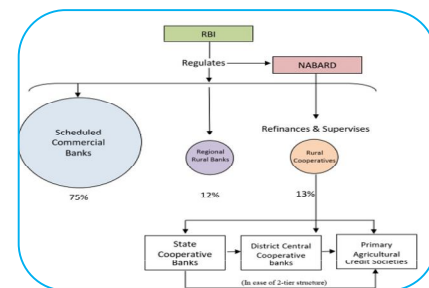 RBI
Regulates
NABARD
Scheduled
Commercial
Banks
Regional
Rural Banks
Refinances & Supervises
Rural
Cooperatives
75%
12%
13%
State
Cooperative
Banks
District Central
Cooperative
banks
Primary
Agricultural
Credit Societies
(In case of 2-tier structure)